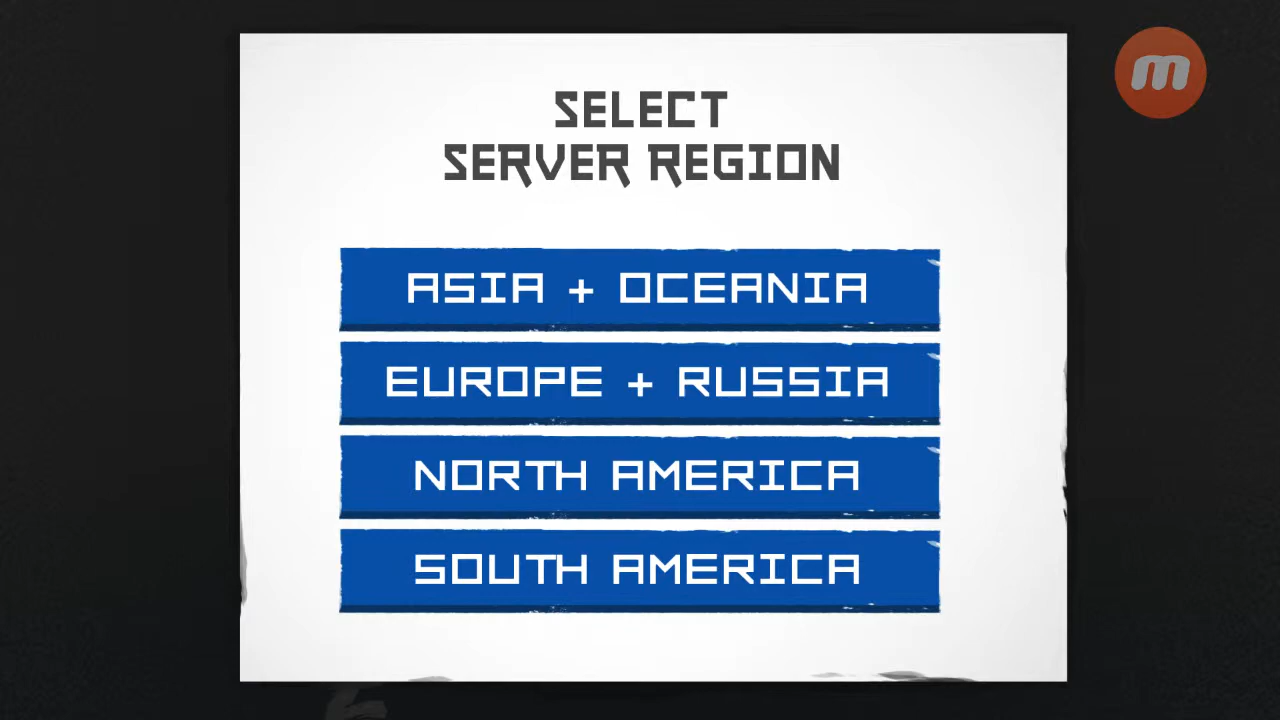 m
SELECT
SERVER REGION
ASIA + OCEANIA
EUROPE + RUSSIA
NORTH AMERICA
SOUTH AMERICA